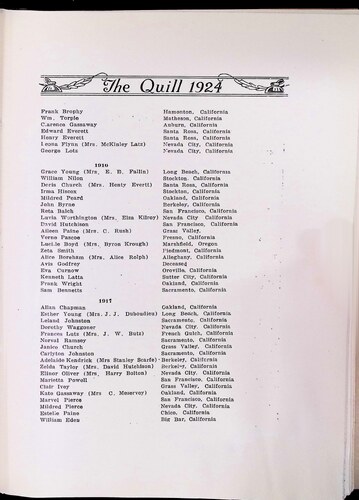 The Quill 1924
Frank Brophy Hamonton, California
Wm. Torpie Matheson, California
Clarence Gassaway Auburn, California
Edward Everett Santa Rosa, California
Henry Everett Santa Rosa, California
Leona Flynn (Mrs. McKinley Latz) Nevada City, California
George Lotz Nevada City, California
1916
Grace Young (Mrs. E. B. Fallin) Long Beach, California
William Nilon Stockton, California
Doris Church (Mrs. Henry Everett) Santa Rosa, California
Irma Hiscox Stockton, California
Mildred Peard Oakland, California
John Byrne Berkeley, California
Reta Balch San Francisco, California
Luvia Worthington (Mrs. Elza Kilroy) Nevada City California
David Hutchison San Francisco, California
Aileen Paine (Mrs. C. Rusk) Grass Valley,
Verna Pascoe Fresno, California
Lucile Boyd (Mrs. Byron Krough) Marshfield, Oregon
Zeta Smith Piedmont, California
Alice Boreham (Mrs. Alice Rolph) Alleghany, California
Avis Godfrey Deceased
Eva Curnow Oroville, California
Kenneth Latta Sutter City, California
Frank Wright Oakland, California
Sam Bennetts Sacramento, California
1917
Allan Chapman Oakland, California
Esther Young (Mrs. J. J. Duboudieu) Long Beach, California
Leland Johnston Sacramento, California
Dorothy Waggoner Nevada City, California
Frances Lutz (Mrs. J. W. Butz) French Gulch, California
Norval Ramsey Sacramento, California
Janice Church Grass Valley, California
Carlyton Johnston Sacramento, California
Adelaide Kendrick (Mrs Stanley Scarfe) Berkeley, California
Zelda Taylor (Mrs. David Hutchison) Berkeley, California
Elinor Oliver (Mrs. Harry Bolton) Nevada City, California
Marietta Powell San Francisco, California
Clair Ivey Grass Valley, California
Kate Gassaway (Mrs C. Meservey) Oakland, California
Marvel Pierce San Francisco, California
Mildred Pierce Nevada City, California
Estelle Paine Chico, California
William Eden Big Bar, California